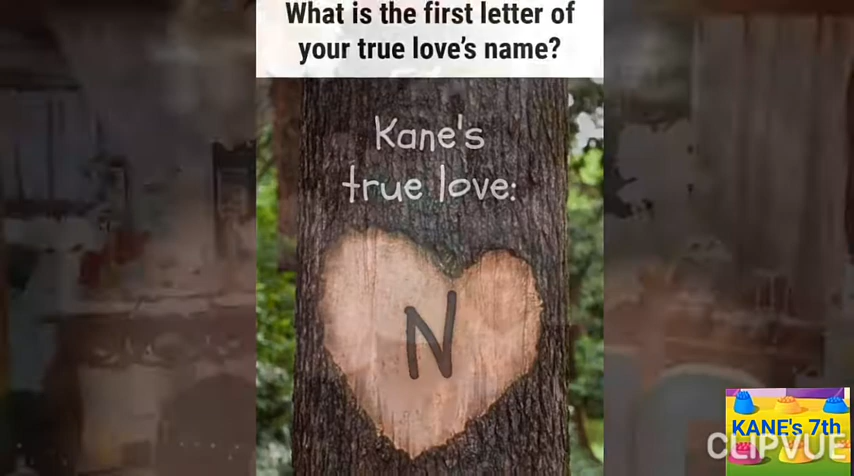 What is the first letter of
your true love's name?
Kane's
true love:
N
KANE's 7th
CLIPVUE